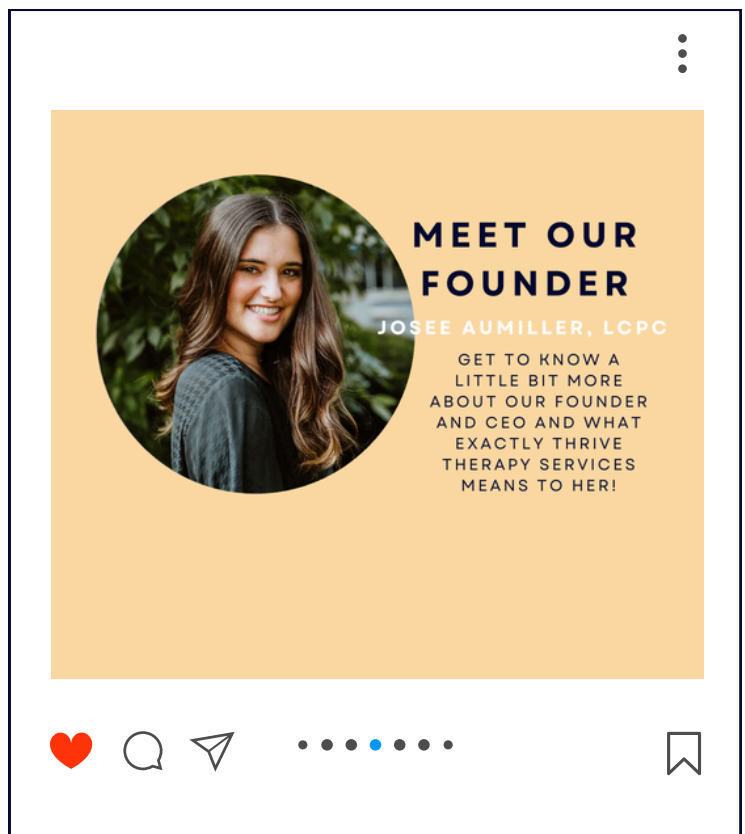 MEET OUR
FOUNDER
JOSEE AUMILLER, LCPC
GET TO KNOW A
LITTLE BIT MORE
ABOUT OUR FOUNDER
AND CEO AND WHAT
EXACTLY THRIVE
THERAPY SERVICES
MEANS TO HER!